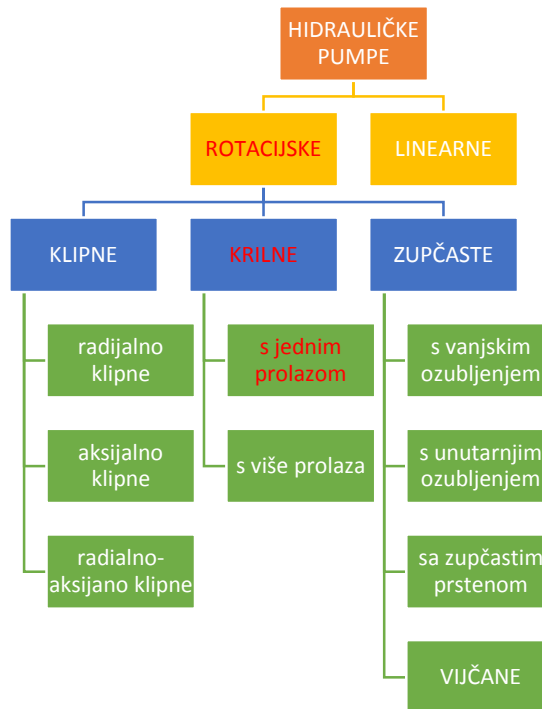 HIDRAULIČKE
PUMPE
ROTACIJSKE
LINEARNE
KLIPNE
KRILNE
ZUPČASTE
radijalno
klipne
aksijalno
klipne
radialno-
aksijano klipne
s jednim
prolazom
s više prolaza
s vanjskim
ozubljenjem
s unutarnjim
ozubljenjem
sa zupčastim
prstenom
VIJČANE